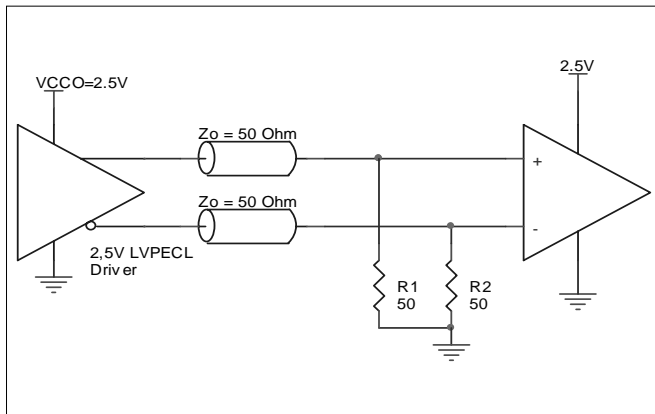 VCCO=2.5V
2.5V
Zo = 50 Ohm
+
Zo = 50 Ohm
-
2,5V LVPECL
Driver
R1
50
R2
50